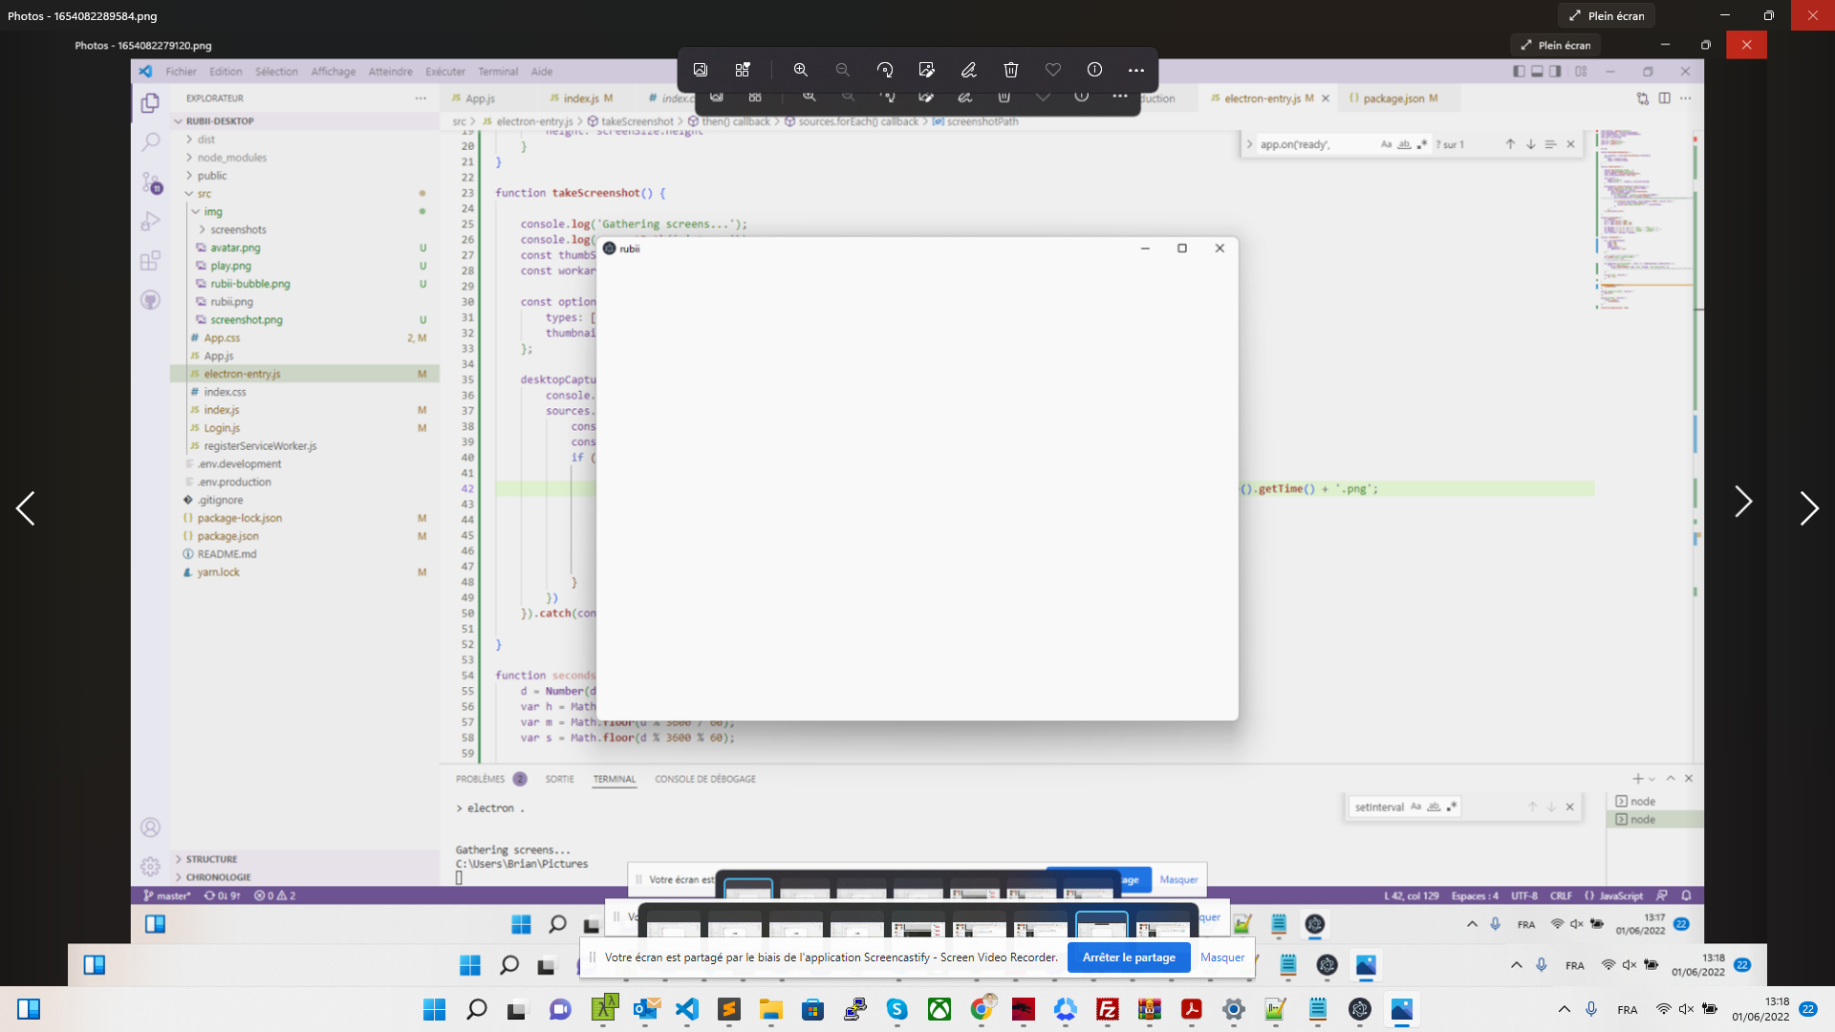 Photos - 1654082289584.png
Plein écran
Photos - 1654082279120.png
Plein écran
Fichier Edition Sélection Affichage Atteindre Exécuter Terminal Aide
EXPLORATEUR
App.js
index.js M
electron-entry.js M
package.json M
RUBII-DESKTOP
src > electron-entry.js > takeScreenshot > then() callback > sources.forEach() callback > screenshotPath
dist
node_modules
public
src
img
screenshots
avatar.png U
play.png U
rubii-bubble.png U
rubii.png
screenshot.png U
App.css 2, M
App.js
electron-entry.js M
index.css
index.js M
Login.js M
registerServiceWorker.js
.env.development
.env.production
.gitignore
package-lock.json M
package.json M
README.md
yarn.lock M
STRUCTURE
CHRONOLOGIE
app.on('ready', Aa ab ? sur 1
19 height: screenSize.height
20 }
21 }
22
23 function takeScreenshot() {
24
25 console.log('Gathering screens...');
26 console.log(
27 const thumbS
28 const workar
29
30 const option
31 types: [
32 thumbnai
33 };
34
35 desktopCaptu
36 console.
37 sources.
38 cons
39 cons
40 if (
41
42 ().getTime() + '.png';
43
44
45
46
47
48 }
49 })
50 }).catch(con
51
52 }
53
54 function seconds
55 d = Number(d
56 var h = Math
57 var m = Math.floor(d % 3600 / 60);
58 var s = Math.floor(d % 3600 % 60);
59
rubii
PROBLÈMES 2 SORTIE TERMINAL CONSOLE DE DÉBOGAGE
> electron .
Gathering screens...
C:\Users\Brian\Pictures
setInterval Aa ab
node
node
Votre écran est
Masquer
master* 0↓ 9↑ 0 2
L 42, col 129 Espaces : 4 UTF-8 CRLF JavaScript
FRA 13:17
01/06/2022 22
Votre écran est partagé par le biais de l'application Screencastify - Screen Video Recorder. Arrêter le partage Masquer
FRA 13:18
01/06/2022 22
FRA 13:18
01/06/2022 22